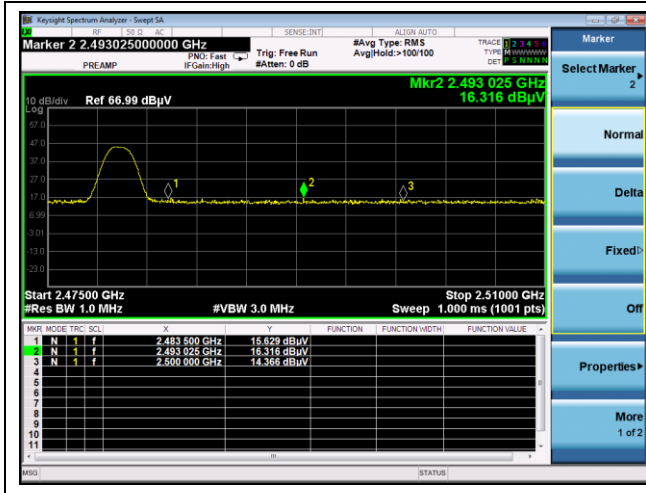 Keysight Spectrum Analyzer - Swept SA
RF 50 Ω AC SENSE:INT ALIGN AUTO
Marker 2 2.493025000000 GHz
PREAMP
PNO: Fast
IFGain:High
Trig: Free Run
#Atten: 0 dB
#Avg Type: RMS
Avg|Hold:>100/100
TRACE 1 2 3 4 5 6
TYPE M W W W W W
DET P S N N N N
Mkr2 2.493 025 GHz
16.316 dBµV
10 dB/div Ref 66.99 dBµV
Log
57.0
47.0
37.0
27.0
17.0
6.99
-3.01
-13.0
-23.0
1
2
3
Start 2.47500 GHz Stop 2.51000 GHz
#Res BW 1.0 MHz #VBW 3.0 MHz Sweep 1.000 ms (1001 pts)
MKR MODE TRC SCL X Y FUNCTION FUNCTION WIDTH FUNCTION VALUE
1 N 1 f 2.483 500 GHz 15.629 dBµV
2 N 1 f 2.493 025 GHz 16.316 dBµV
3 N 1 f 2.500 000 GHz 14.366 dBµV
4
5
6
7
8
9
10
11
MSG STATUS
Marker
Select Marker
2
Normal
Delta
Fixed
Off
Properties
More
1 of 2